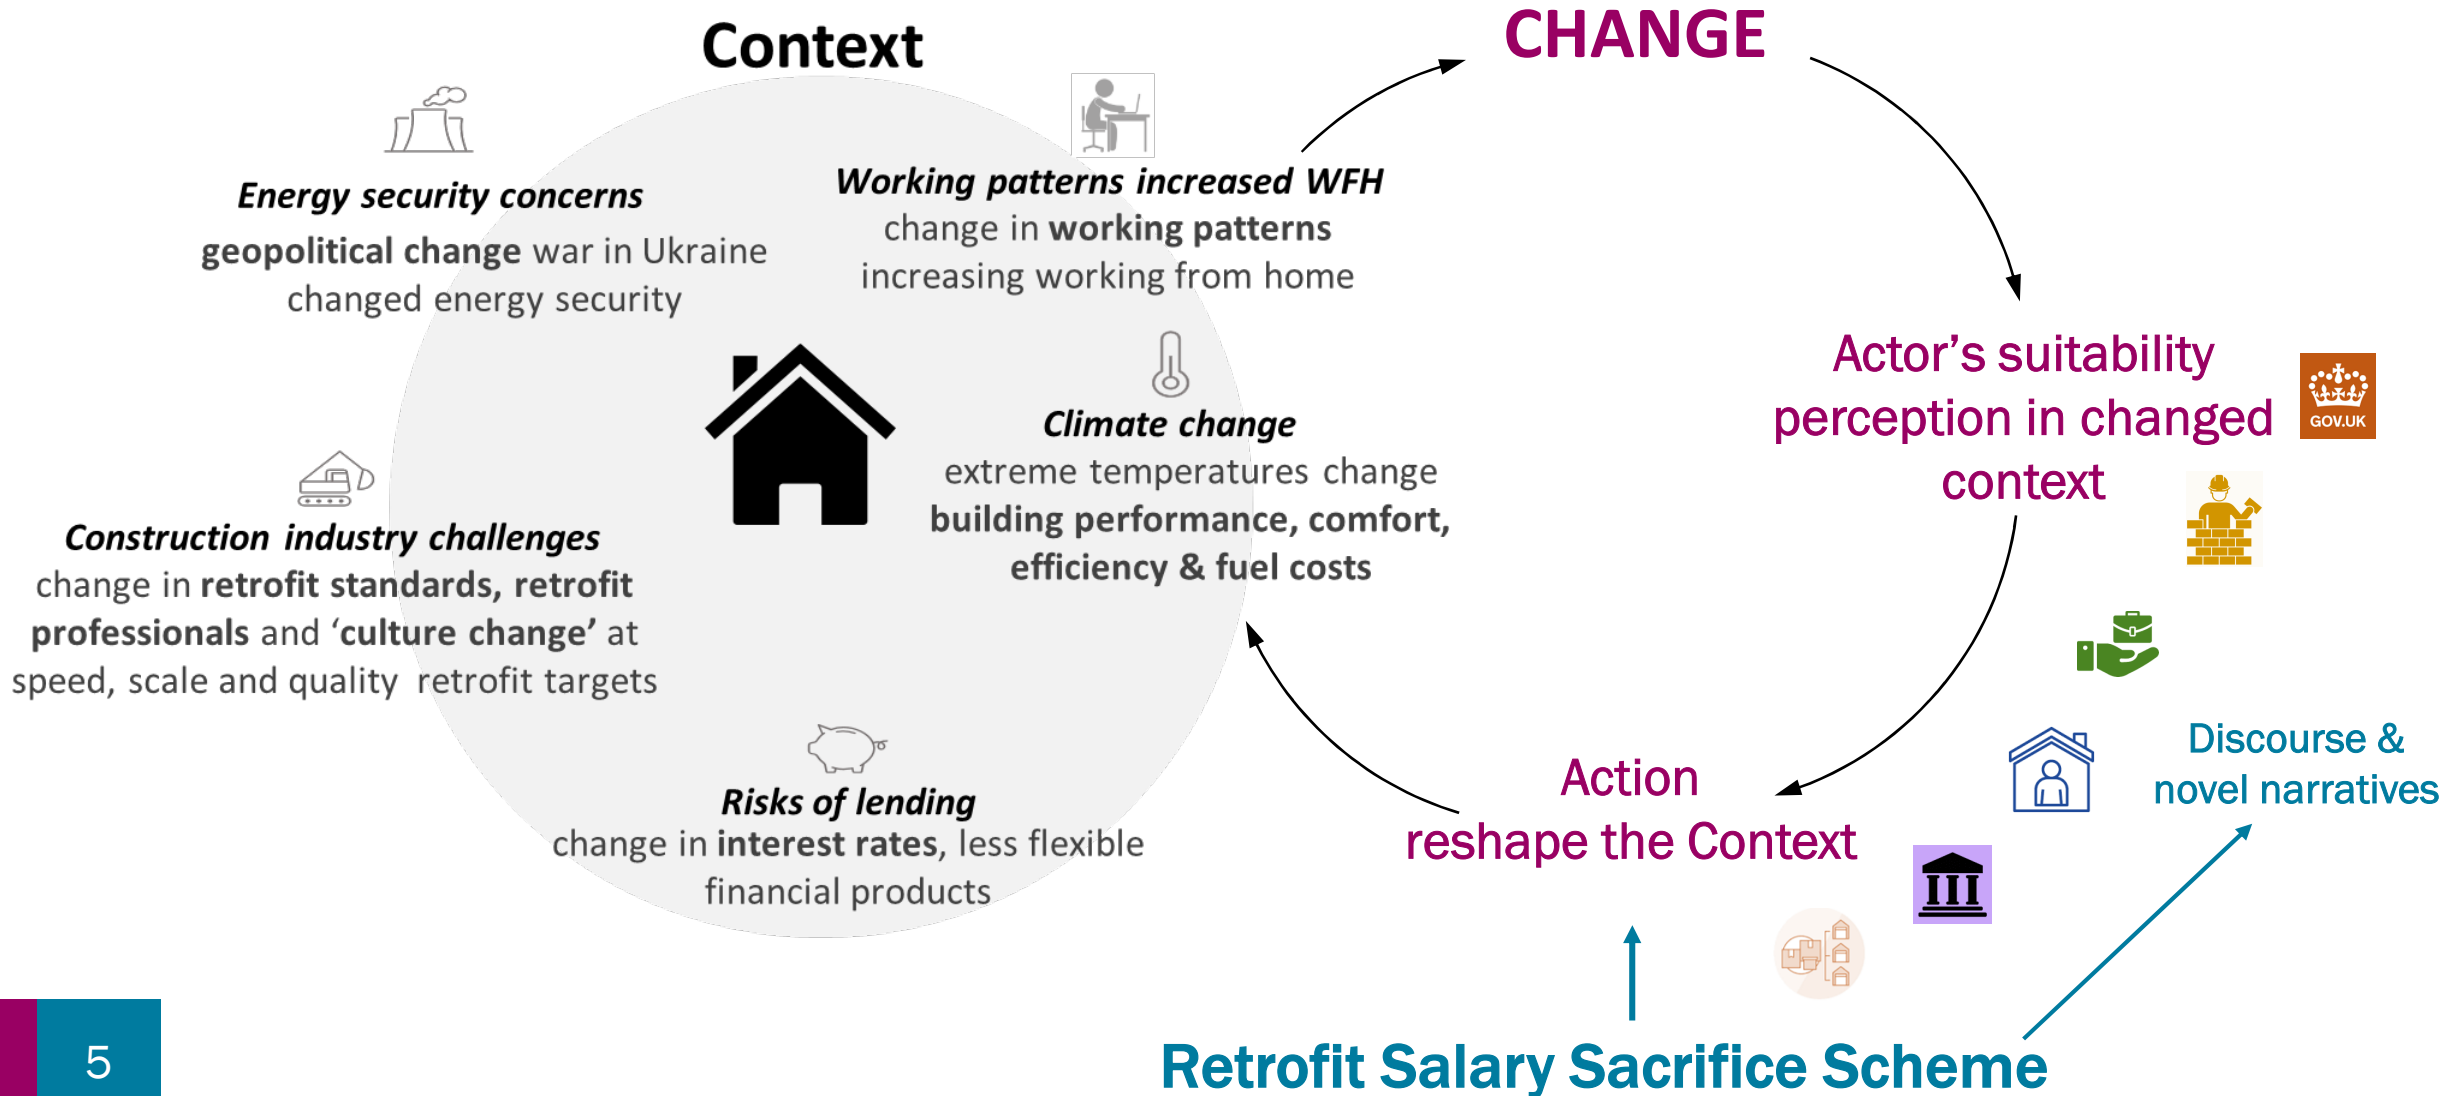 Context
Energy security concerns
geopolitical change war in Ukraine
changed energy security
Working patterns increased WFH
change in working patterns
increasing working from home
Climate change
extreme temperatures change
building performance, comfort,
efficiency & fuel costs
Construction industry challenges
change in retrofit standards, retrofit
professionals and ‘culture change’ at
speed, scale and quality retrofit targets
Risks of lending
change in interest rates, less flexible
financial products
CHANGE
Actor’s suitability
perception in changed
context
GOV.UK
Action
reshape the Context
Discourse &
novel narratives
Retrofit Salary Sacrifice Scheme
5